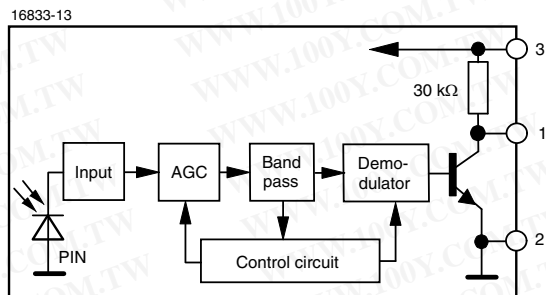 16833-13
3
30 kΩ
1
Input
AGC
Band
pass
Demo-
dulator
2
PIN
Control circuit
WWW.100Y.COM.TW